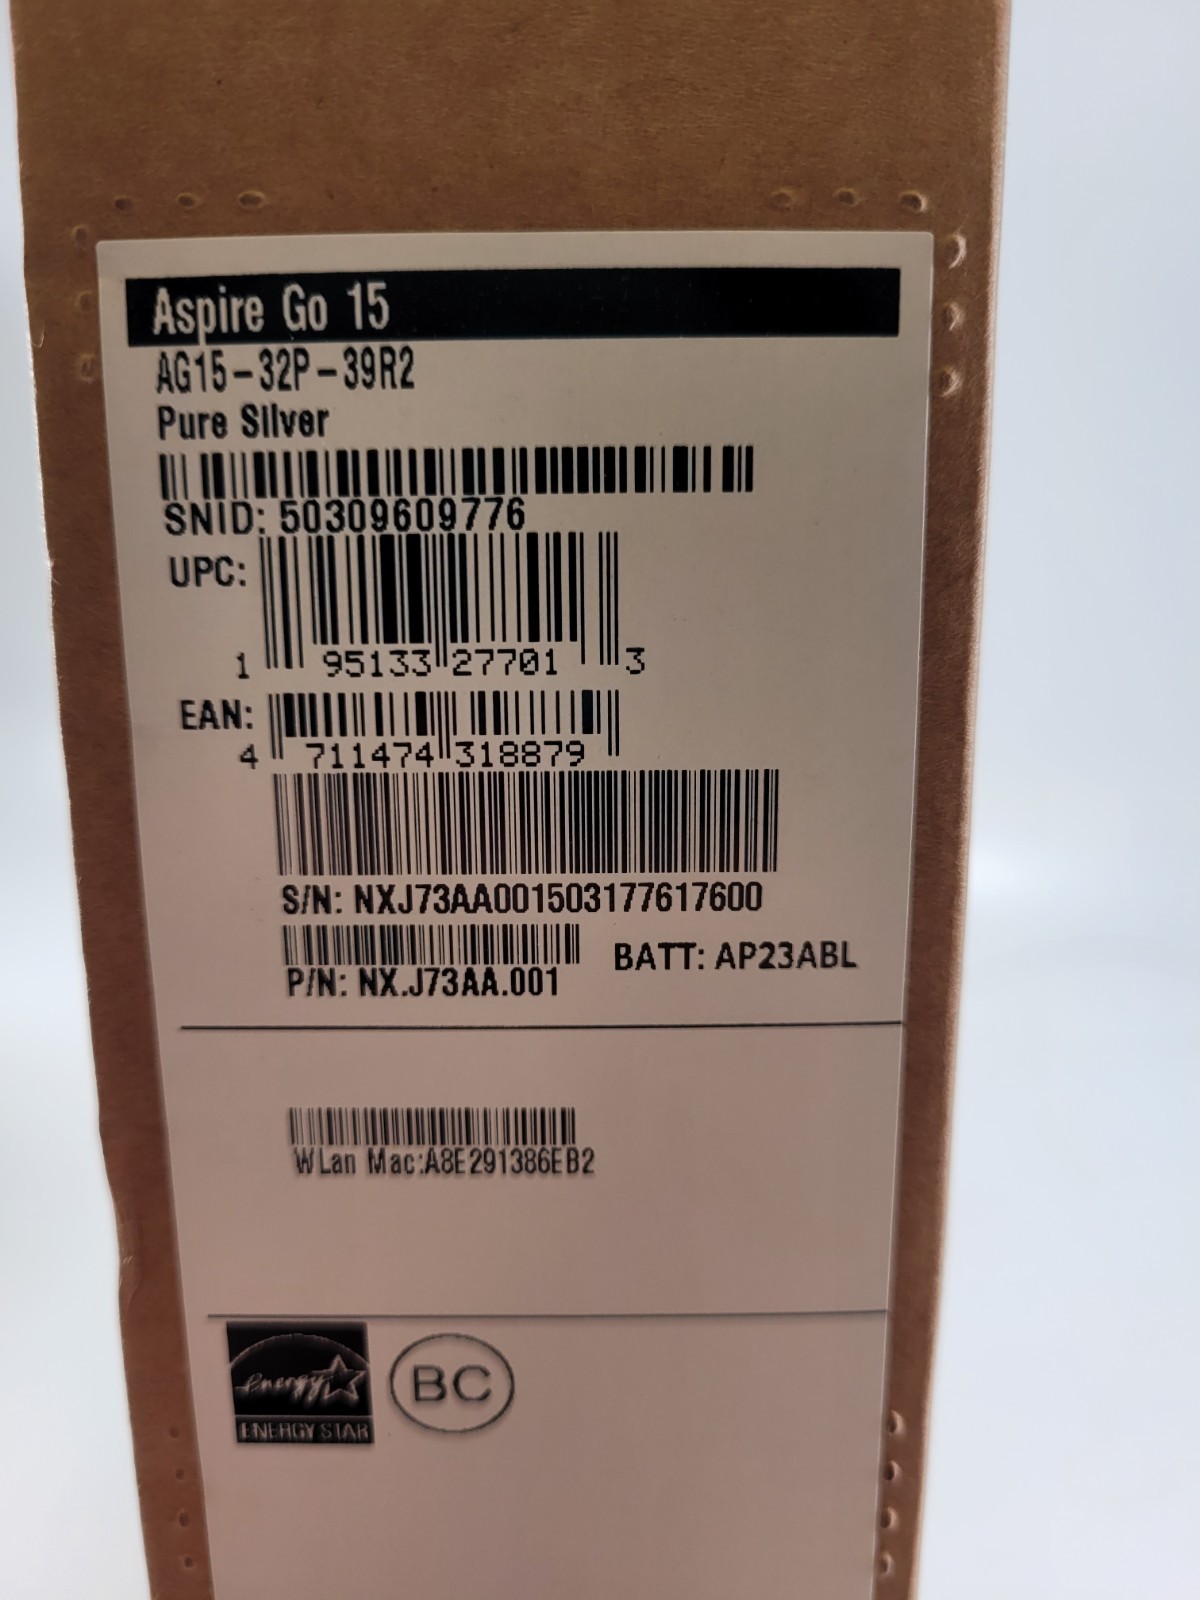 Aspire Go 15
AG15-32P-39R2
Pure Silver
SNID: 50309609776
UPC:
1 95133 27701 3
EAN:
4 711474 318879
S/N: NXJ73AA001503177617600
P/N: NX.J73AA.001 BATT: AP23ABL
WLan Mac:A8E291386EB2
energy
ENERGY STAR
BC